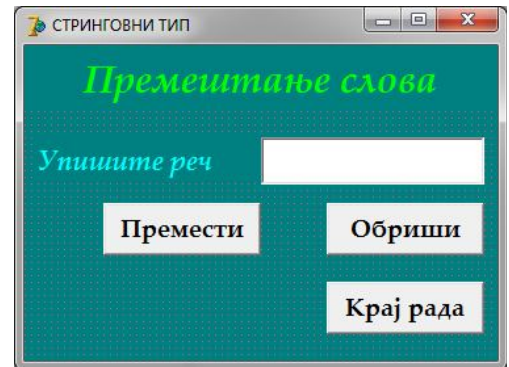 СТРИНГОВНИ ТИП
Премештање слова
Упишите реч
Премести Обриши
Крај рада